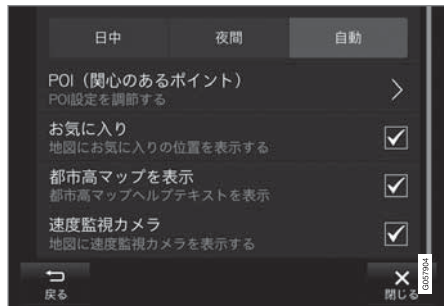 日中 夜間 自動
POI（関心のあるポイント）
POI設定を調節する
お気に入り
地図にお気に入りの位置を表示する
都市高マップを表示
都市高マップヘルプテキストを表示
速度監視カメラ
地図に速度監視カメラを表示する
戻る 閉じる
G057904